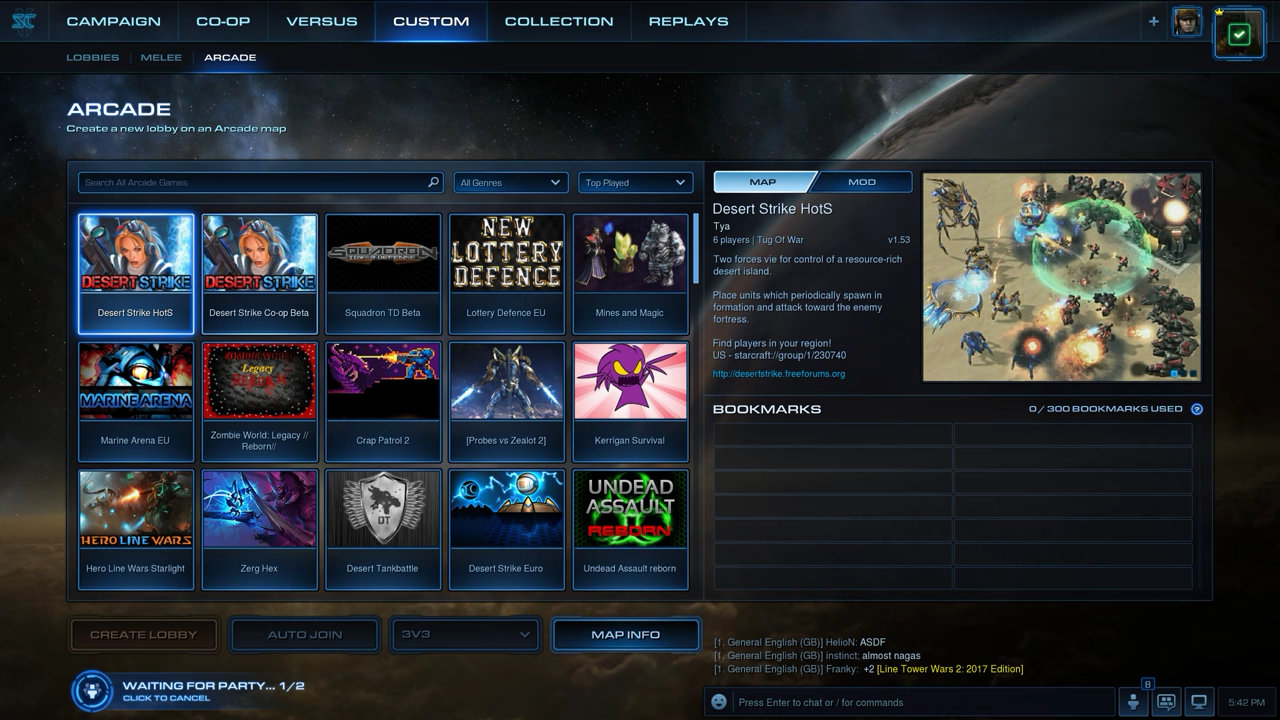 CAMPAIGN CO-OP VERSUS CUSTOM COLLECTION REPLAYS
LOBBIES MELEE ARCADE
ARCADE
Create a new lobby on an Arcade map
Search All Arcade Games
All Genres
Top Played
DESERT STRIKE
Desert Strike HotS
DESERT STRIKE
Desert Strike Co-op Beta
SQUADRON
TOWER DEFENSE
Squadron TD Beta
NEW
LOTTERY
DEFENCE
Lottery Defence EU
Mines and Magic
MARINE ARENA
Marine Arena EU
ZOMBIE WORLD
Legacy
REBORN
Zombie World: Legacy //
Reborn//
Crap Patrol 2
[Probes vs Zealot 2]
Kerrigan Survival
HERO LINE WARS
Hero Line Wars Starlight
Zerg Hex
DT
Desert Tankbattle
Desert Strike Euro
UNDEAD
ASSAULT
REBORN
Undead Assault reborn
MAP MOD
Desert Strike HotS
Tya
6 players | Tug Of War v1.53
Two forces vie for control of a resource-rich
desert island.
Place units which periodically spawn in
formation and attack toward the enemy
fortress.
Find players in your region!
US - starcraft://group/1/230740
http://desertstrike.freeforums.org
BOOKMARKS 0 / 300 BOOKMARKS USED ?
CREATE LOBBY AUTO JOIN 3V3 MAP INFO
WAITING FOR PARTY... 1/2
CLICK TO CANCEL
[1. General English (GB)] HelioN: ASDF
[1. General English (GB)] instinct: almost nagas
[1. General English (GB)] Franky: +2 [Line Tower Wars 2: 2017 Edition]
Press Enter to chat or / for commands
8
5:42 PM